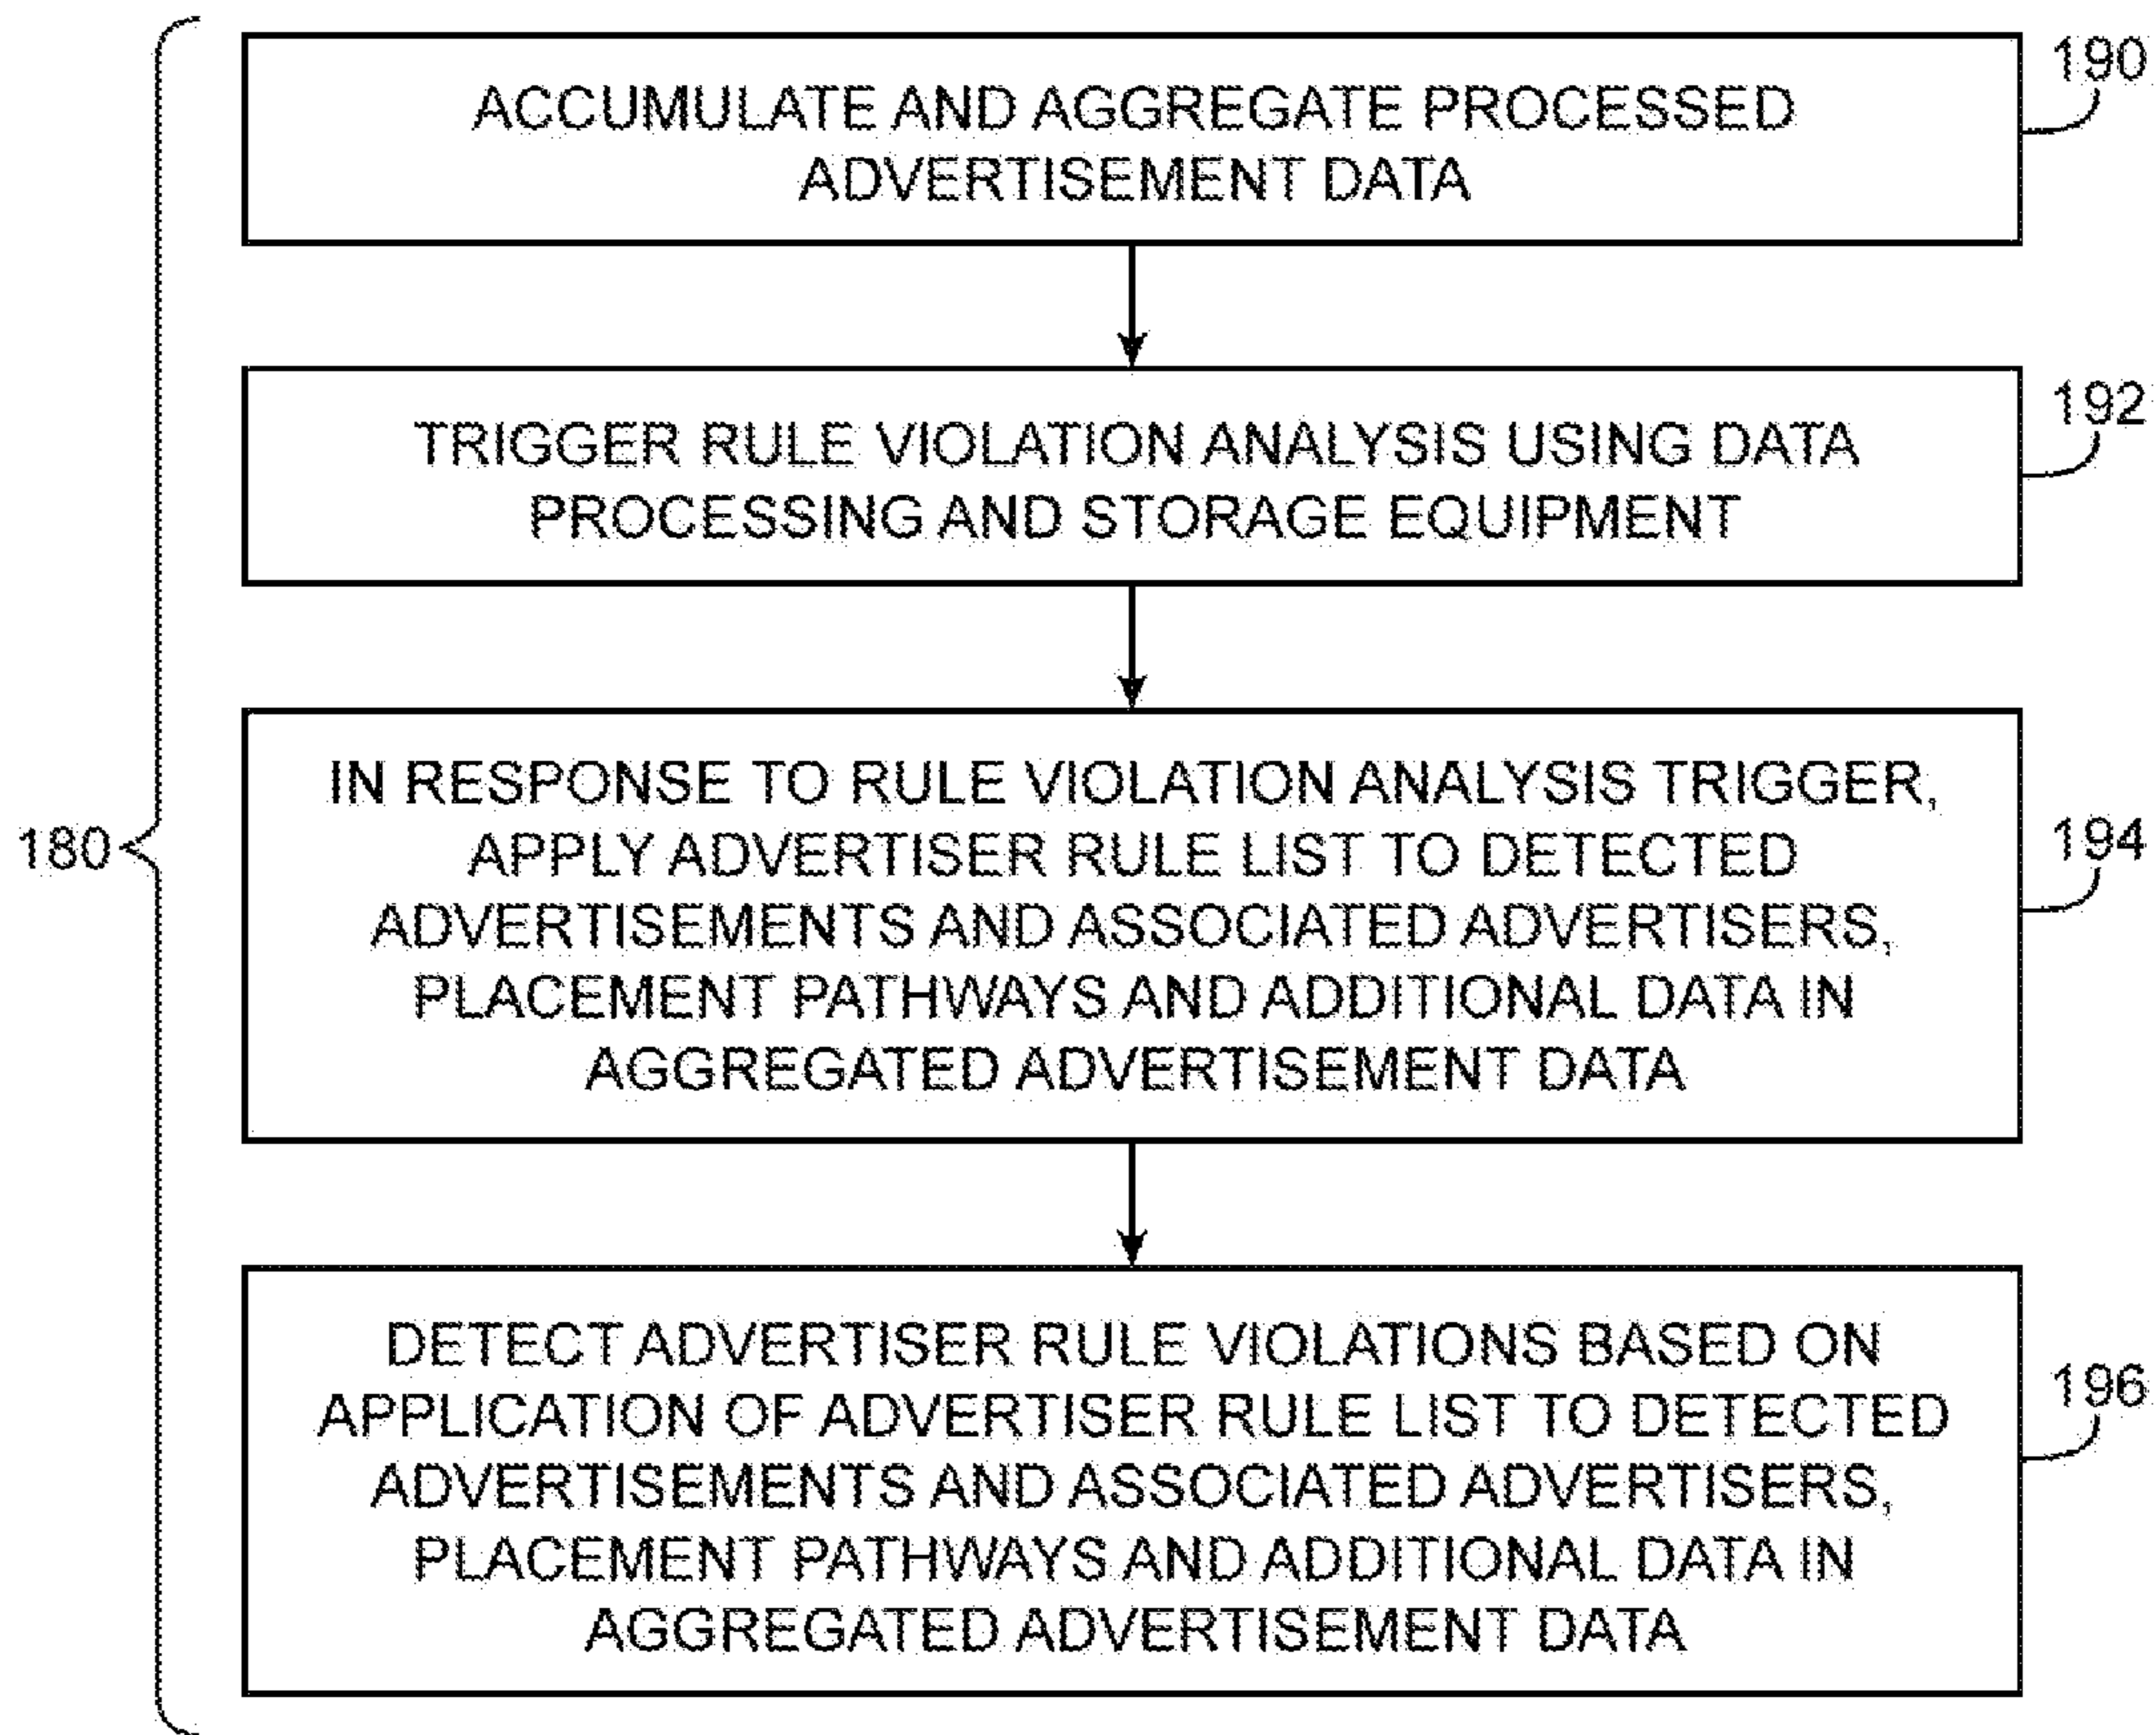 190
ACCUMULATE AND AGGREGATE PROCESSED
ADVERTISEMENT DATA
192
TRIGGER RULE VIOLATION ANALYSIS USING DATA
PROCESSING AND STORAGE EQUIPMENT
180
194
IN RESPONSE TO RULE VIOLATION ANALYSIS TRIGGER,
APPLY ADVERTISER RULE LIST TO DETECTED
ADVERTISEMENTS AND ASSOCIATED ADVERTISERS,
PLACEMENT PATHWAYS AND ADDITIONAL DATA IN
AGGREGATED ADVERTISEMENT DATA
196
DETECT ADVERTISER RULE VIOLATIONS BASED ON
APPLICATION OF ADVERTISER RULE LIST TO DETECTED
ADVERTISEMENTS AND ASSOCIATED ADVERTISERS,
PLACEMENT PATHWAYS AND ADDITIONAL DATA IN
AGGREGATED ADVERTISEMENT DATA